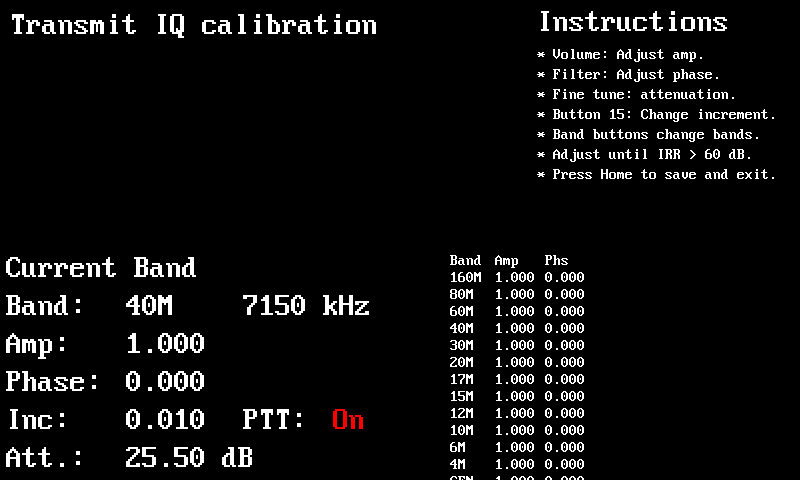 Transmit IQ calibration
Instructions
* Volume: Adjust amp.
* Filter: Adjust phase.
* Fine tune: attenuation.
* Button 15: Change increment.
* Band buttons change bands.
* Adjust until IRR > 60 dB.
* Press Home to save and exit.
Current Band
Band: 40M 7150 kHz
Amp: 1.000
Phase: 0.000
Inc: 0.010 PTT: On
Att.: 25.50 dB
Band Amp Phs
160M 1.000 0.000
80M 1.000 0.000
60M 1.000 0.000
40M 1.000 0.000
30M 1.000 0.000
20M 1.000 0.000
17M 1.000 0.000
15M 1.000 0.000
12M 1.000 0.000
10M 1.000 0.000
6M 1.000 0.000
4M 1.000 0.000